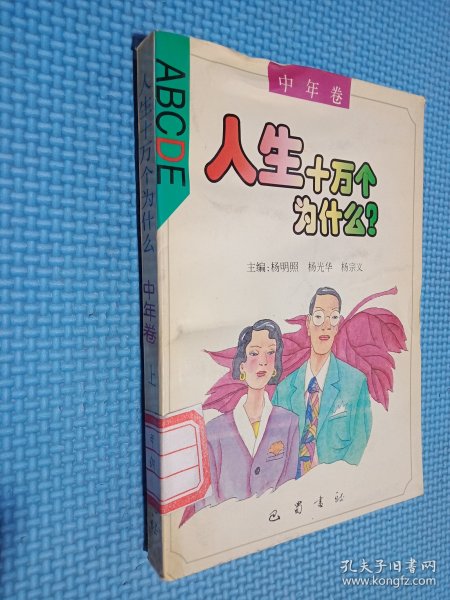 中年卷
ABCDE
人生十万个
为什么?
主编:杨明照 杨光华 杨宗义
巴蜀書社
人生十万个为什么
中年卷
上
孔夫子旧书网
www.kongfz.com